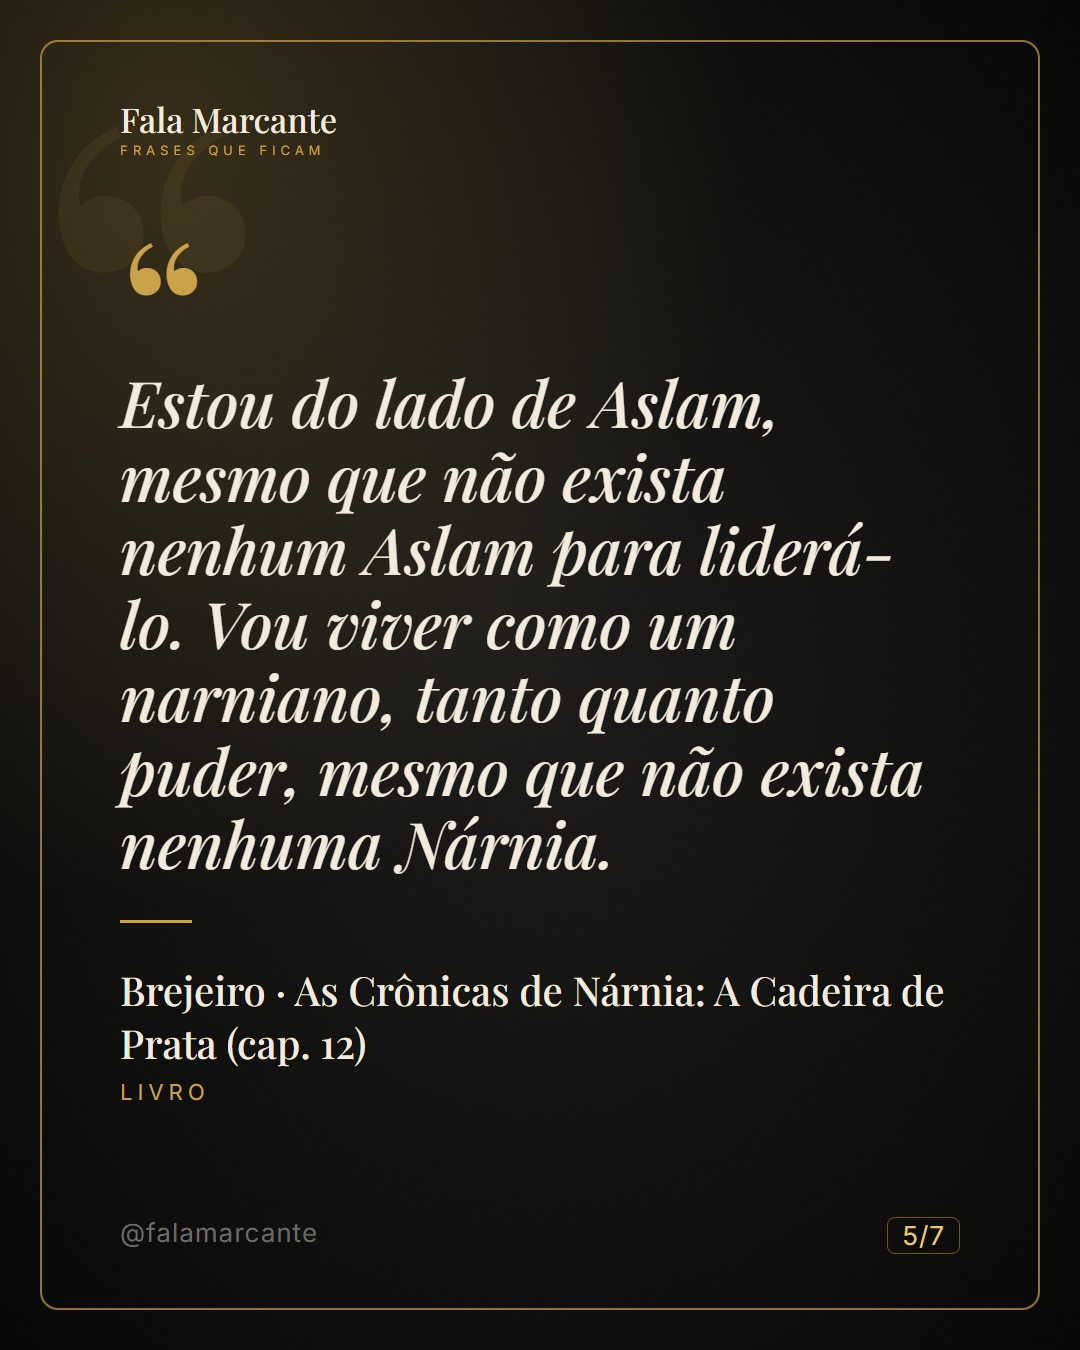 Fala Marcante
FRASES QUE FICAM
“
Estou do lado de Aslam,
mesmo que não exista
nenhum Aslam para liderá-
lo. Vou viver como um
narniano, tanto quanto
puder, mesmo que não exista
nenhuma Nárnia.
Brejeiro · As Crônicas de Nárnia: A Cadeira de
Prata (cap. 12)
LIVRO
@falamarcante
5/7